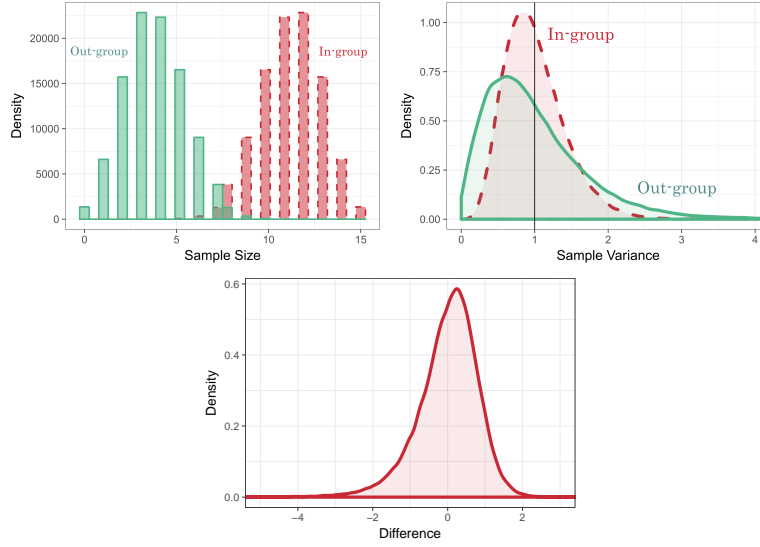 Out-group
In-group
Density
20000
15000
10000
5000
0
0
5
10
15
Sample Size
In-group
Out-group
Density
1.00
0.75
0.50
0.25
0.00
0
1
2
3
4
Sample Variance
Density
0.6
0.4
0.2
0.0
−4
−2
0
2
Difference